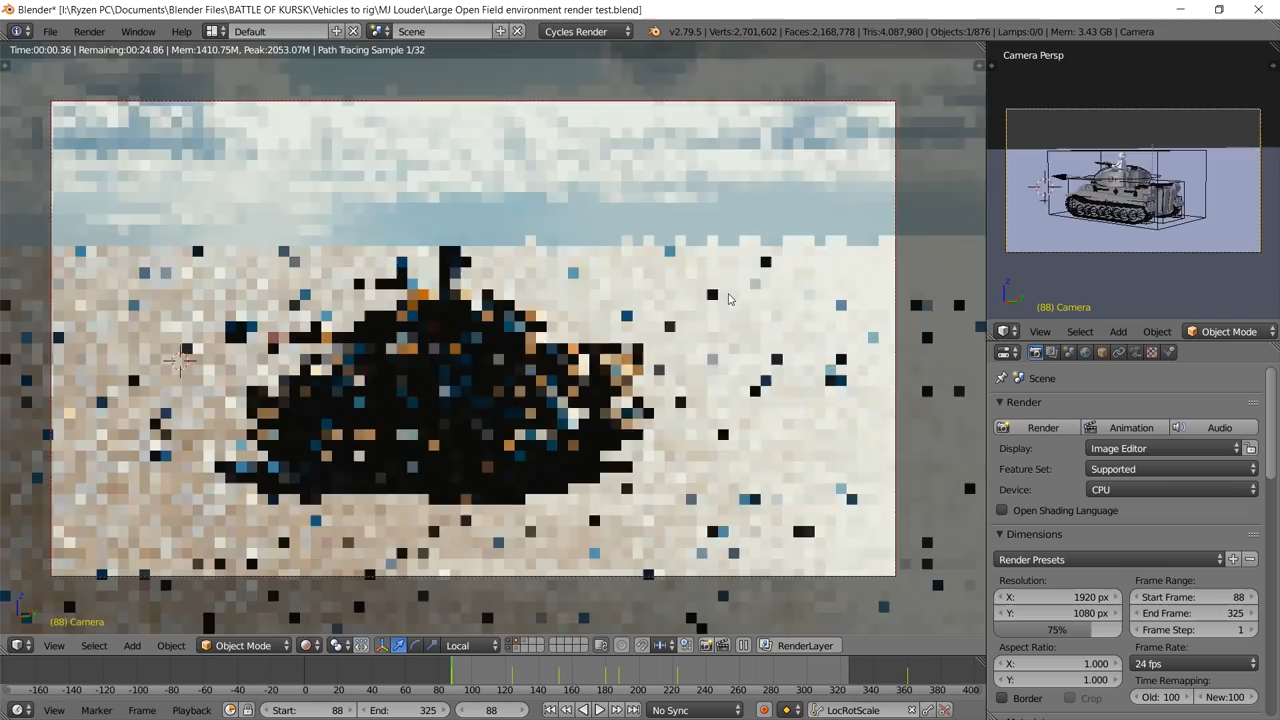 Blender* [I:\Ryzen PC\Documents\Blender Files\BATTLE OF KURSK\Vehicles to rig\MJ Louder\Large Open Field environment render test.blend]
File Render Window Help Default Scene Cycles Render v2.79.5 | Verts:2,701,602 | Faces:2,168,778 | Tris:4,087,980 | Objects:1/876 | Lamps:0/0 | Mem: 3.43 GB | Camera
Time:00:00.36 | Remaining:00:24.86 | Mem:1410.75M, Peak:2053.07M | Path Tracing Sample 1/32
Camera Persp
(88) Camera
View Select Add Object Object Mode
Scene
Render
Render Animation Audio
Display: Image Editor
Feature Set: Supported
Device: CPU
Open Shading Language
Dimensions
Render Presets
Resolution: Frame Range:
X: 1920 px Start Frame: 88
Y: 1080 px End Frame: 325
75% Frame Step: 1
Aspect Ratio: Frame Rate:
X: 1.000 24 fps
Y: 1.000 Time Remapping:
Border Crop Old: 100 New:100
(88) Camera
View Select Add Object Object Mode Local RenderLayer
-160 -140 -120 -100 -80 -60 -40 -20 0 20 40 60 80 100 120 140 160 180 200 220 240 260 280 300 320 340 360 380 400
View Marker Frame Playback Start: 88 End: 325 88 No Sync LocRotScale